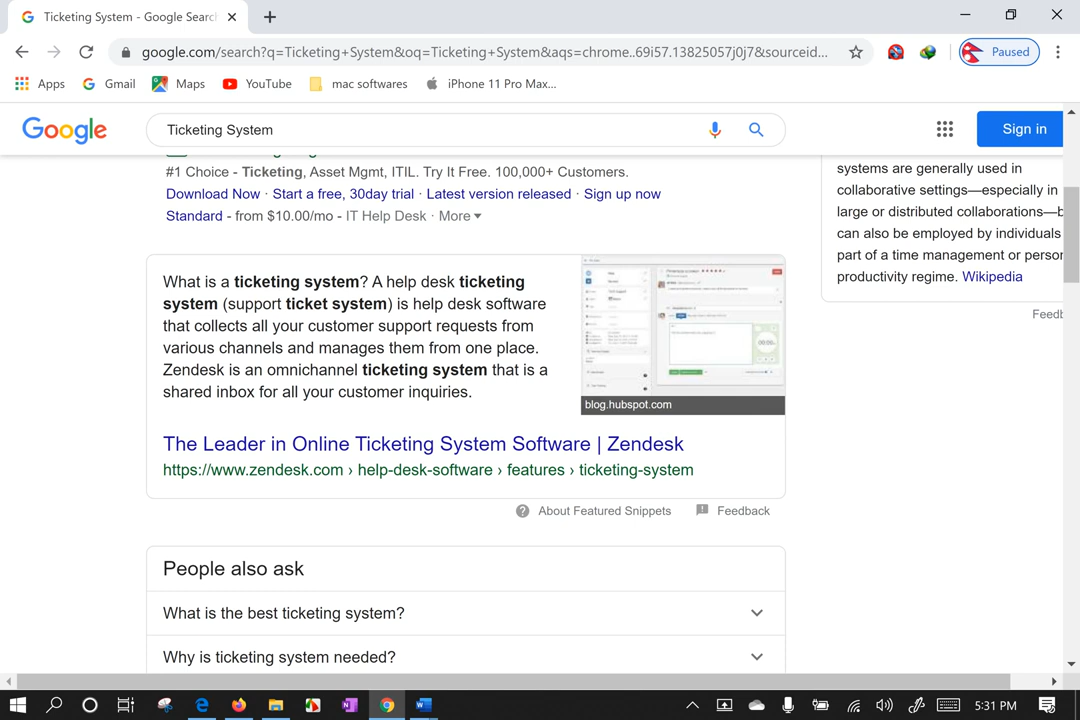 Ticketing System - Google Searc
google.com/search?q=Ticketing+System&oq=Ticketing+System&aqs=chrome..69i57.13825057j0j7&sourceid...
Paused
Apps
Gmail
Maps
YouTube
mac softwares
iPhone 11 Pro Max...
Google
Ticketing System
Sign in
#1 Choice - Ticketing, Asset Mgmt, ITIL. Try It Free. 100,000+ Customers.
Download Now · Start a free, 30day trial · Latest version released · Sign up now
Standard - from $10.00/mo - IT Help Desk · More
systems are generally used in
collaborative settings—especially in
large or distributed collaborations—b
can also be employed by individuals
part of a time management or persor
productivity regime. Wikipedia
Feedb
What is a ticketing system? A help desk ticketing
system (support ticket system) is help desk software
that collects all your customer support requests from
various channels and manages them from one place.
Zendesk is an omnichannel ticketing system that is a
shared inbox for all your customer inquiries.
blog.hubspot.com
The Leader in Online Ticketing System Software | Zendesk
https://www.zendesk.com › help-desk-software › features › ticketing-system
About Featured Snippets
Feedback
People also ask
What is the best ticketing system?
Why is ticketing system needed?
5:31 PM